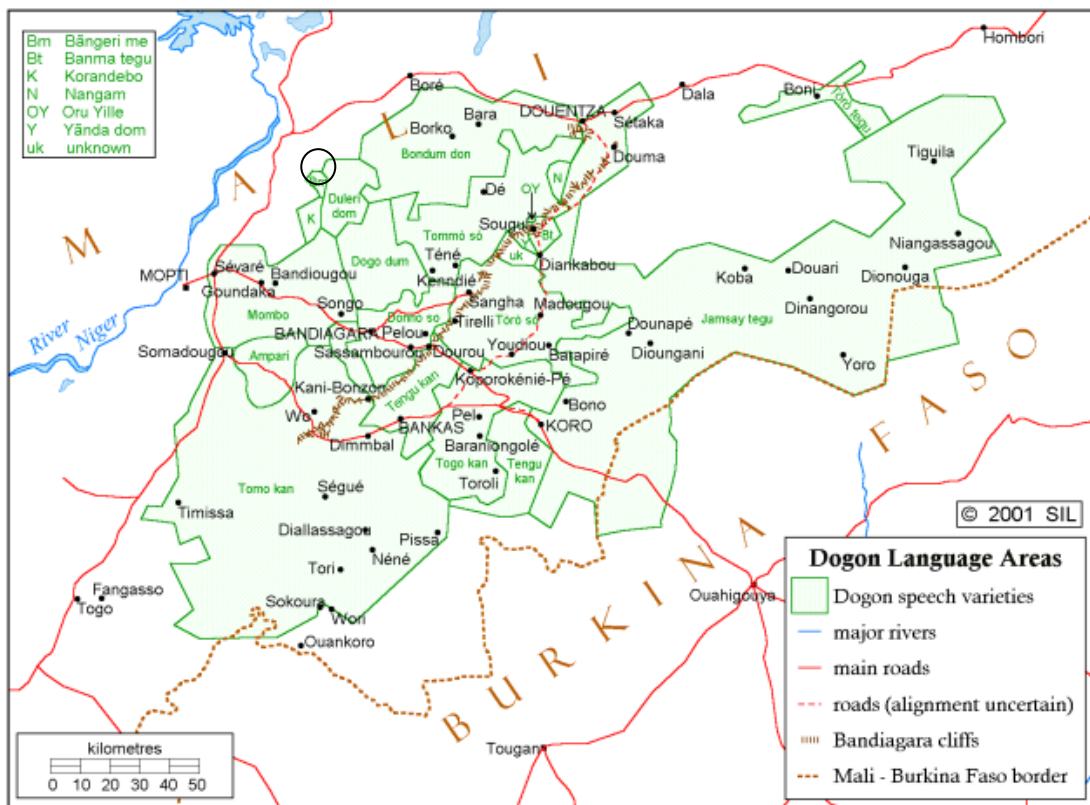 Bm Bãngeri me
Bt Banma tegu
K Korandebo
N Nangam
OY Oru Yille
Y Yãnda dom
uk unknown
Hombori
Boré
Dala
Boni
Tòrò tegu
DOUENTZA
Sétaka
Bara
Borko
Bondum don
Douma
Tiguila
M A L I
Duleri
dom
OY
N
Dé
K
Sougui
Bt
Tommò sò
uk
Niangassagou
Dogo dum
Téné
Diankabou
MOPTI
Sévaré
Bandiougou
Kenndié
Koba
Douari
Dionouga
Goundaka
Sangha
Madougou
Dinangorou
River Niger
Songo
Mombo
Donno sò
Tirelli
Tòrò sò
Dounapé
Jamsay tegu
BANDIAGARA
Pelou
Somadougou
Sassambourou
Dourou
Youdiou
Batapiré
Dioungani
Yoro
Ampari
Kani-Bonzon
Tengu kan
Koporokénié-Pé
Wo
Pel
Bono
BANKAS
KORO
Dimmbal
Baraniongolé
Togo kan
Tengu
kan
Toroli
Tomo kan
Ségué
Timissa
Diallassagou
Pissa
Néné
Tori
Fangasso
Togo
Sokoura
Wori
Ouankoro
Ouahigouya
Tougan
BURKINA FASO
© 2001 SIL
Dogon Language Areas
Dogon speech varieties
major rivers
main roads
roads (alignment uncertain)
Bandiagara cliffs
Mali - Burkina Faso border
kilometres
0 10 20 30 40 50